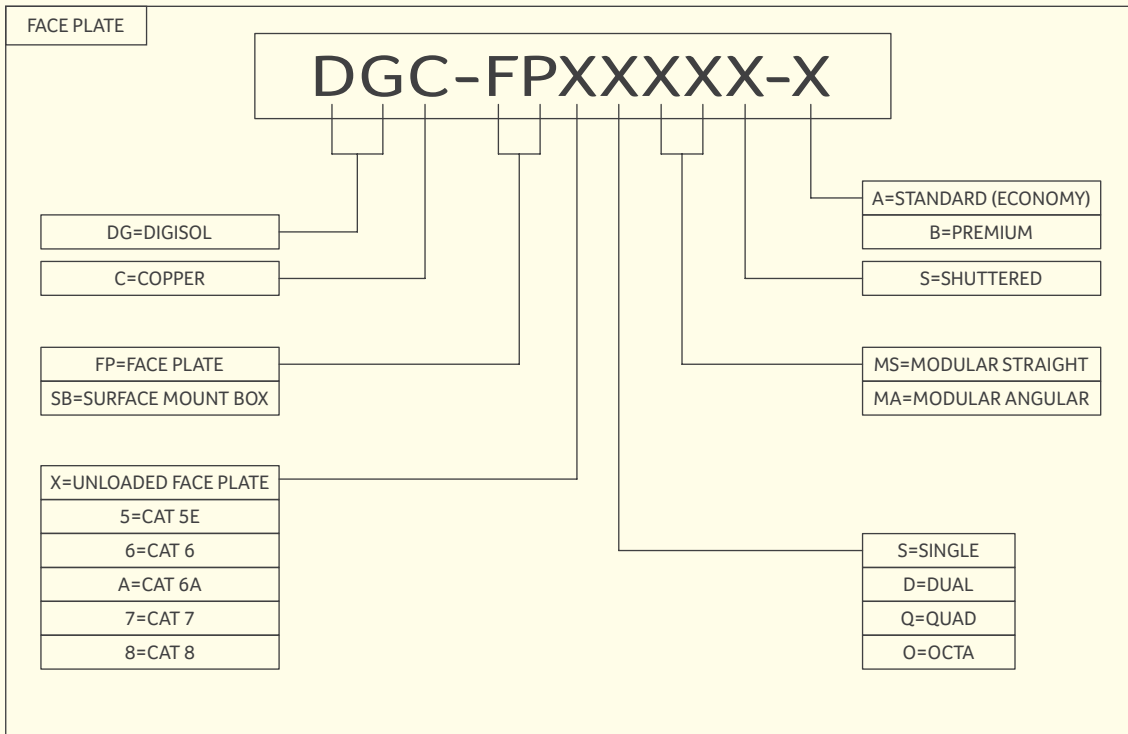 FACE PLATE
DGC-FPXXXXX-X
DG=DIGISOL
C=COPPER
FP=FACE PLATE
SB=SURFACE MOUNT BOX
X=UNLOADED FACE PLATE
5=CAT 5E
6=CAT 6
A=CAT 6A
7=CAT 7
8=CAT 8
A=STANDARD (ECONOMY)
B=PREMIUM
S=SHUTTERED
MS=MODULAR STRAIGHT
MA=MODULAR ANGULAR
S=SINGLE
D=DUAL
Q=QUAD
O=OCTA